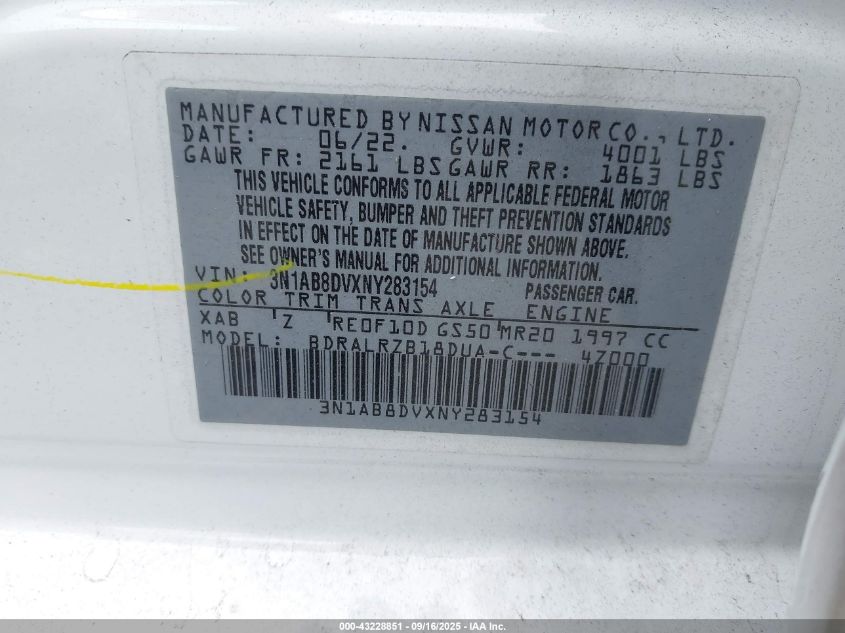 MANUFACTURED BY NISSAN MOTOR CO., LTD.
DATE: 06/22. GVWR: 4001 LBS
GAWR FR: 2161 LBS GAWR RR: 1863 LBS
THIS VEHICLE CONFORMS TO ALL APPLICABLE FEDERAL MOTOR
VEHICLE SAFETY, BUMPER AND THEFT PREVENTION STANDARDS
IN EFFECT ON THE DATE OF MANUFACTURE SHOWN ABOVE.
SEE OWNER'S MANUAL FOR ADDITIONAL INFORMATION.
VIN: 3N1AB8DVXNY283154 PASSENGER CAR.
COLOR TRIM TRANS AXLE ENGINE
XAB Z RE0F10D GS50 MR20 1997 CC
MODEL: BDRALRZB18DUA-C--- 4Z000
3N1AB8DVXNY283154
000-43228851 - 09/16/2025 - IAA Inc.